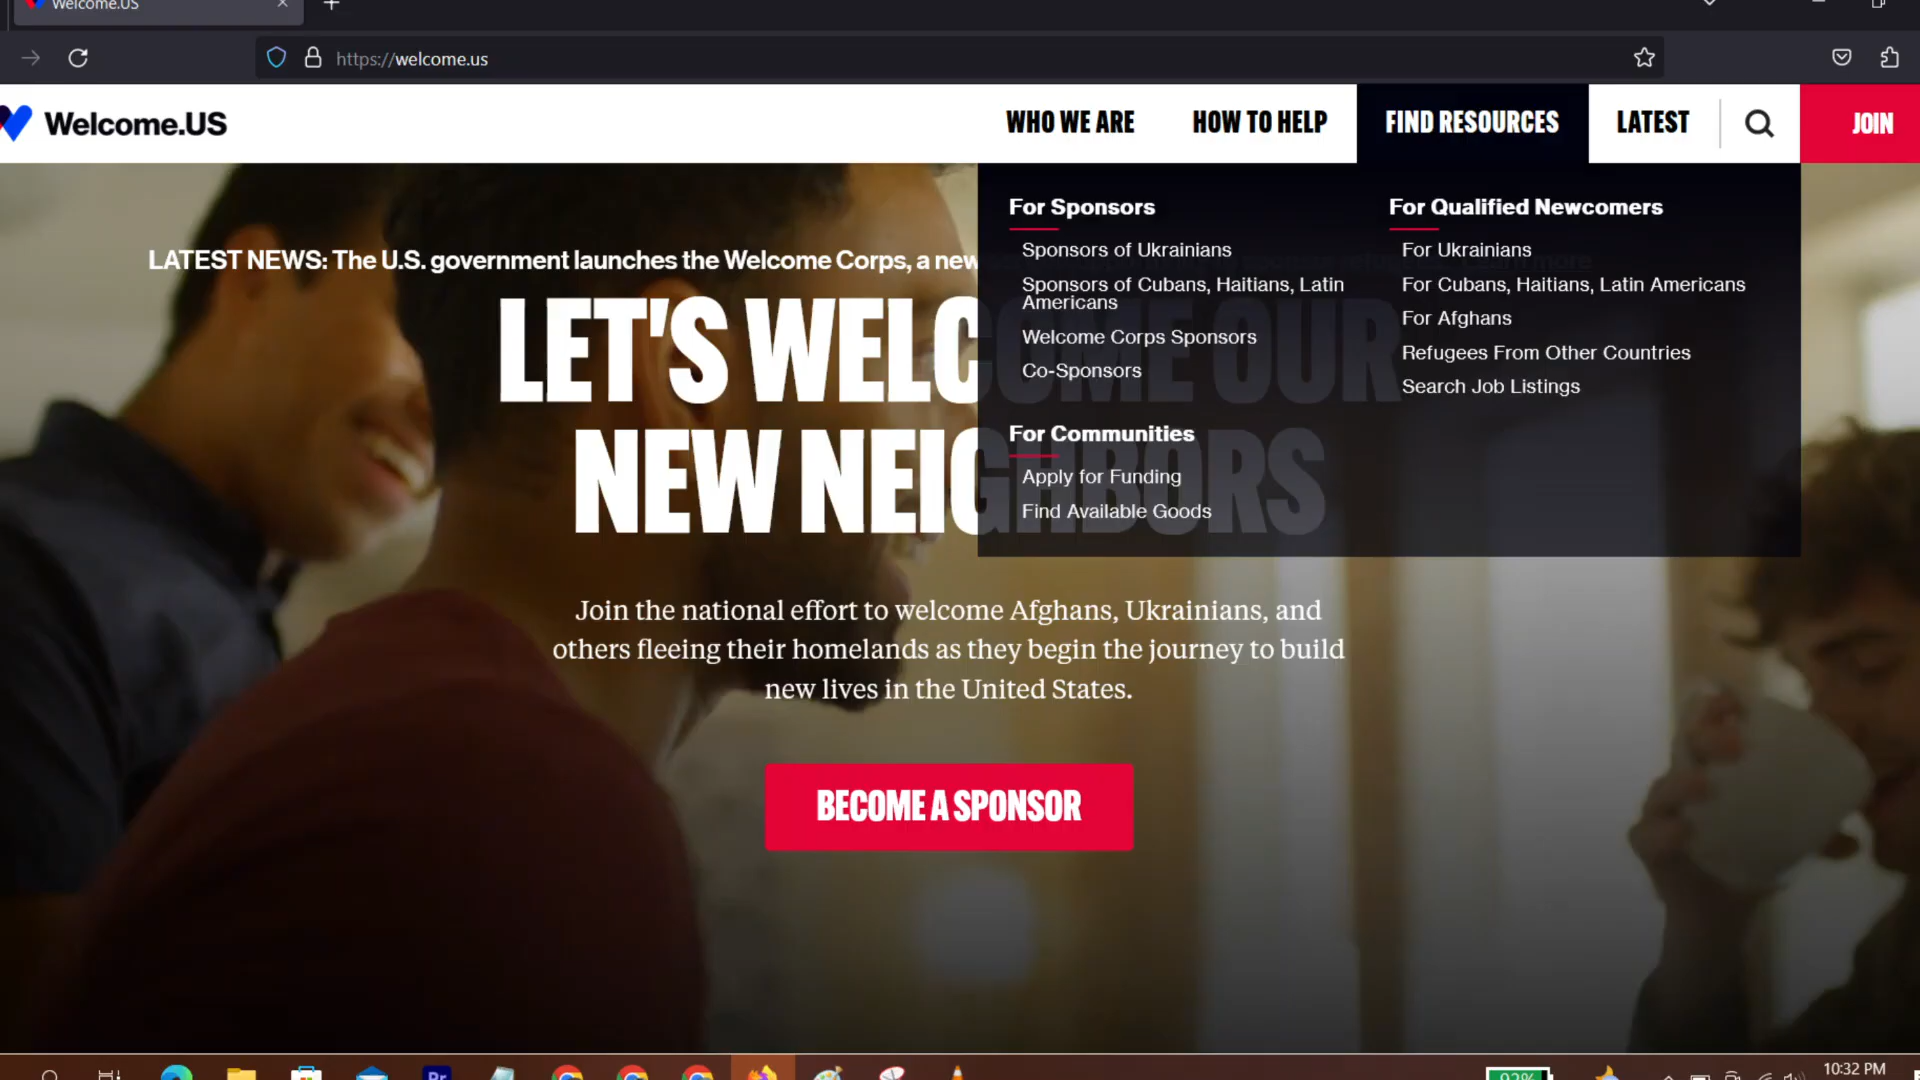 Welcome.US
https://welcome.us
Welcome.US
WHO WE ARE
HOW TO HELP
FIND RESOURCES
LATEST
JOIN
LATEST NEWS: The U.S. government launches the Welcome Corps, a new
For Sponsors
Sponsors of Ukrainians
Sponsors of Cubans, Haitians, Latin
Americans
Welcome Corps Sponsors
Co-Sponsors
For Communities
Apply for Funding
Find Available Goods
For Qualified Newcomers
For Ukrainians
For Cubans, Haitians, Latin Americans
For Afghans
Refugees From Other Countries
Search Job Listings
LET'S WELCOME OUR
NEW NEIGHBORS
Join the national effort to welcome Afghans, Ukrainians, and
others fleeing their homelands as they begin the journey to build
new lives in the United States.
BECOME A SPONSOR
Pr
92%
10:32 PM